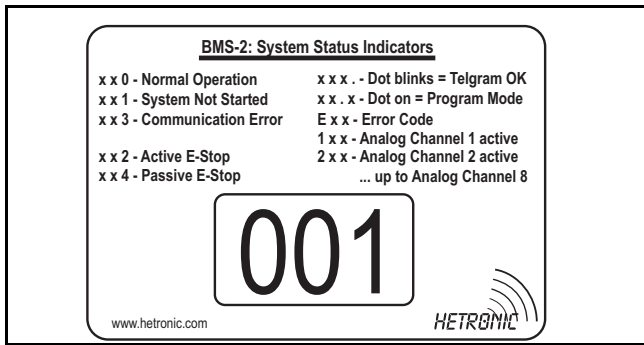 BMS-2: System Status Indicators
x x 0 - Normal Operation
x x 1 - System Not Started
x x 3 - Communication Error
x x 2 - Active E-Stop
x x 4 - Passive E-Stop
x x x . - Dot blinks = Telgram OK
x x . x - Dot on = Program Mode
E x x - Error Code
1 x x - Analog Channel 1 active
2 x x - Analog Channel 2 active
... up to Analog Channel 8
001
www.hetronic.com
HETRONIC